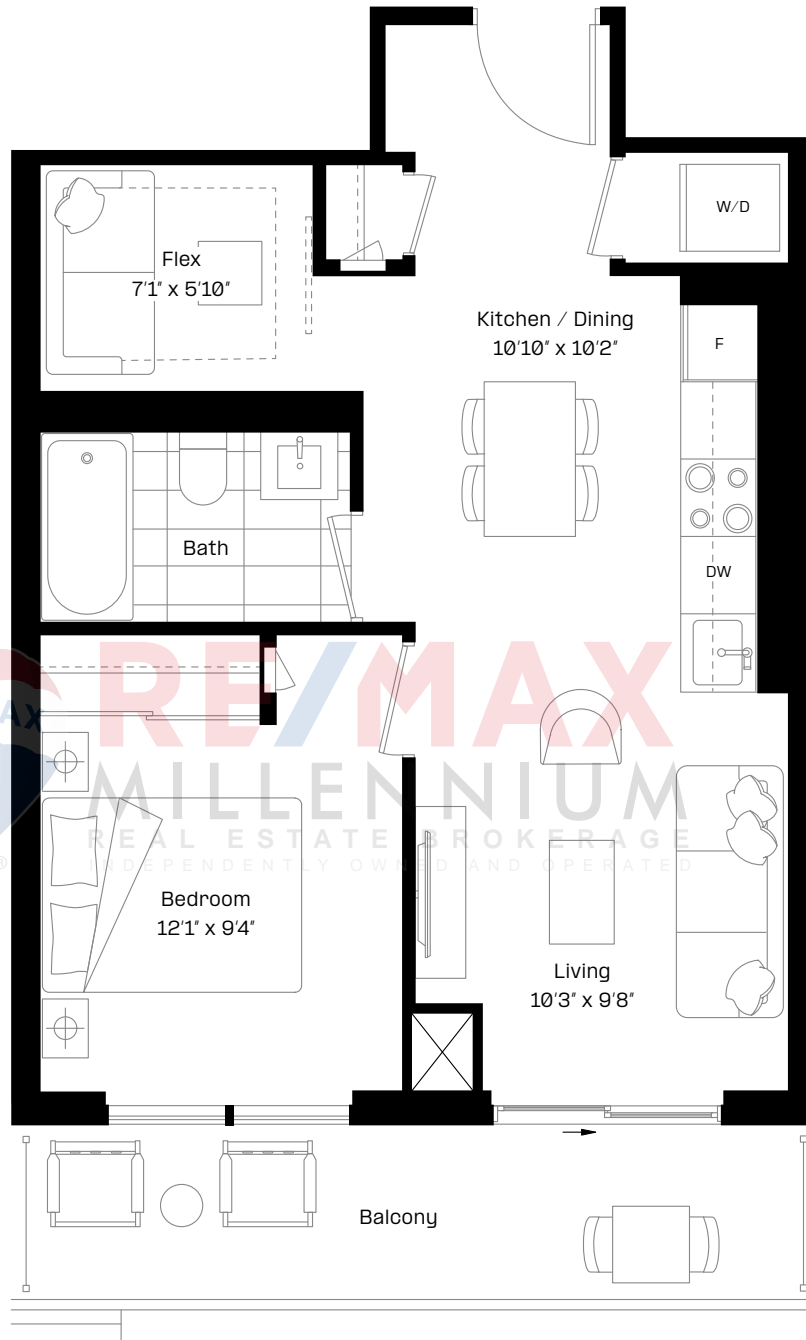 W/D
Flex
7'1" x 5'10"
Kitchen / Dining
10'10" x 10'2"
F
Bath
DW
RE/MAX
AX
MILLENNIUM
REAL ESTATE BROKERAGE
®
INDEPENDENTLY OWNED AND OPERATED
Bedroom
12'1" x 9'4"
Living
10'3" x 9'8"
Balcony